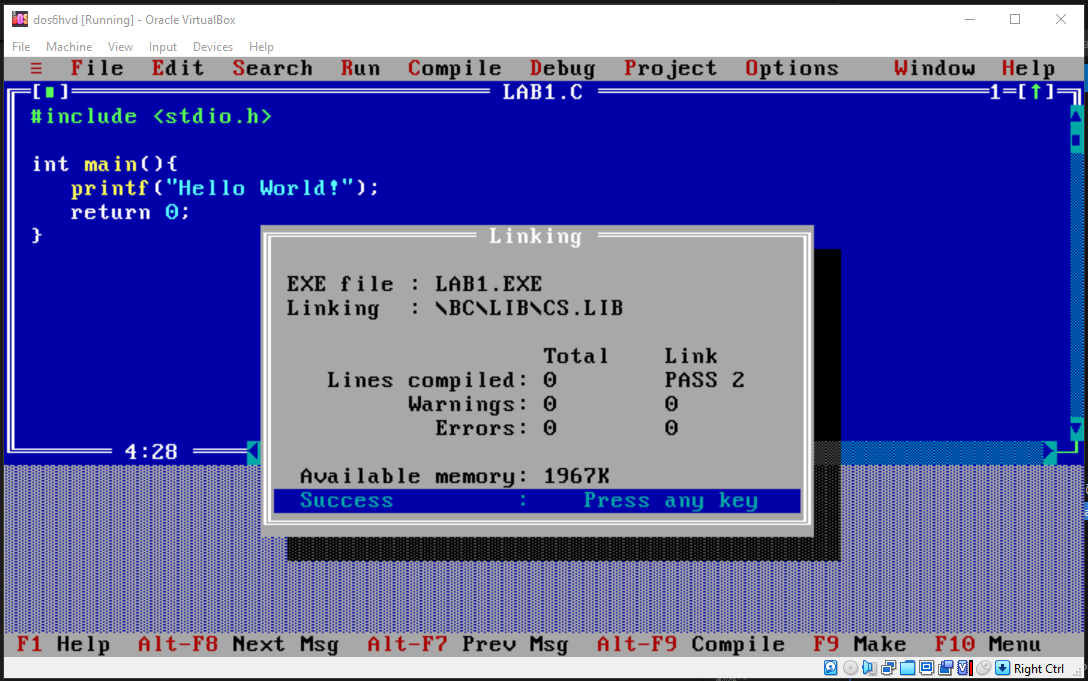 dos6hvd [Running] - Oracle VirtualBox
File Machine View Input Devices Help
≡ File Edit Search Run Compile Debug Project Options Window Help
[■] LAB1.C 1=[↑]
#include <stdio.h>
int main(){
printf("Hello World!");
return 0;
}
Linking
EXE file : LAB1.EXE
Linking : \BC\LIB\CS.LIB
Total Link
Lines compiled: 0 PASS 2
Warnings: 0 0
Errors: 0 0
4:28
Available memory: 1967K
Success : Press any key
F1 Help Alt-F8 Next Msg Alt-F7 Prev Msg Alt-F9 Compile F9 Make F10 Menu
Right Ctrl